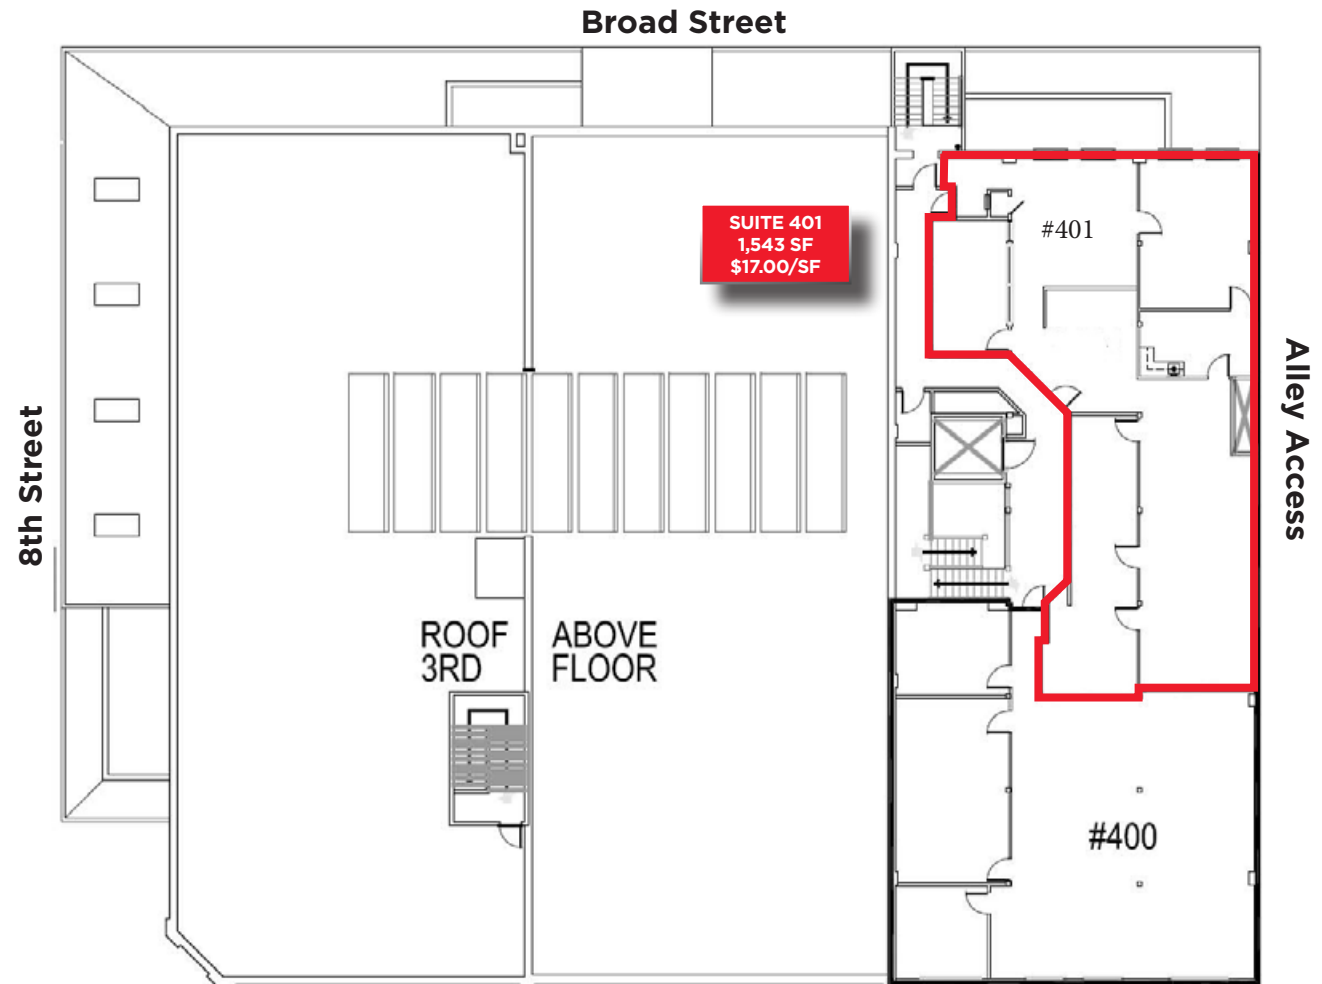 Broad Street
SUITE 401
1,543 SF
$17.00/SF
#401
8th Street
Alley Access
ROOF ABOVE
3RD FLOOR
#400